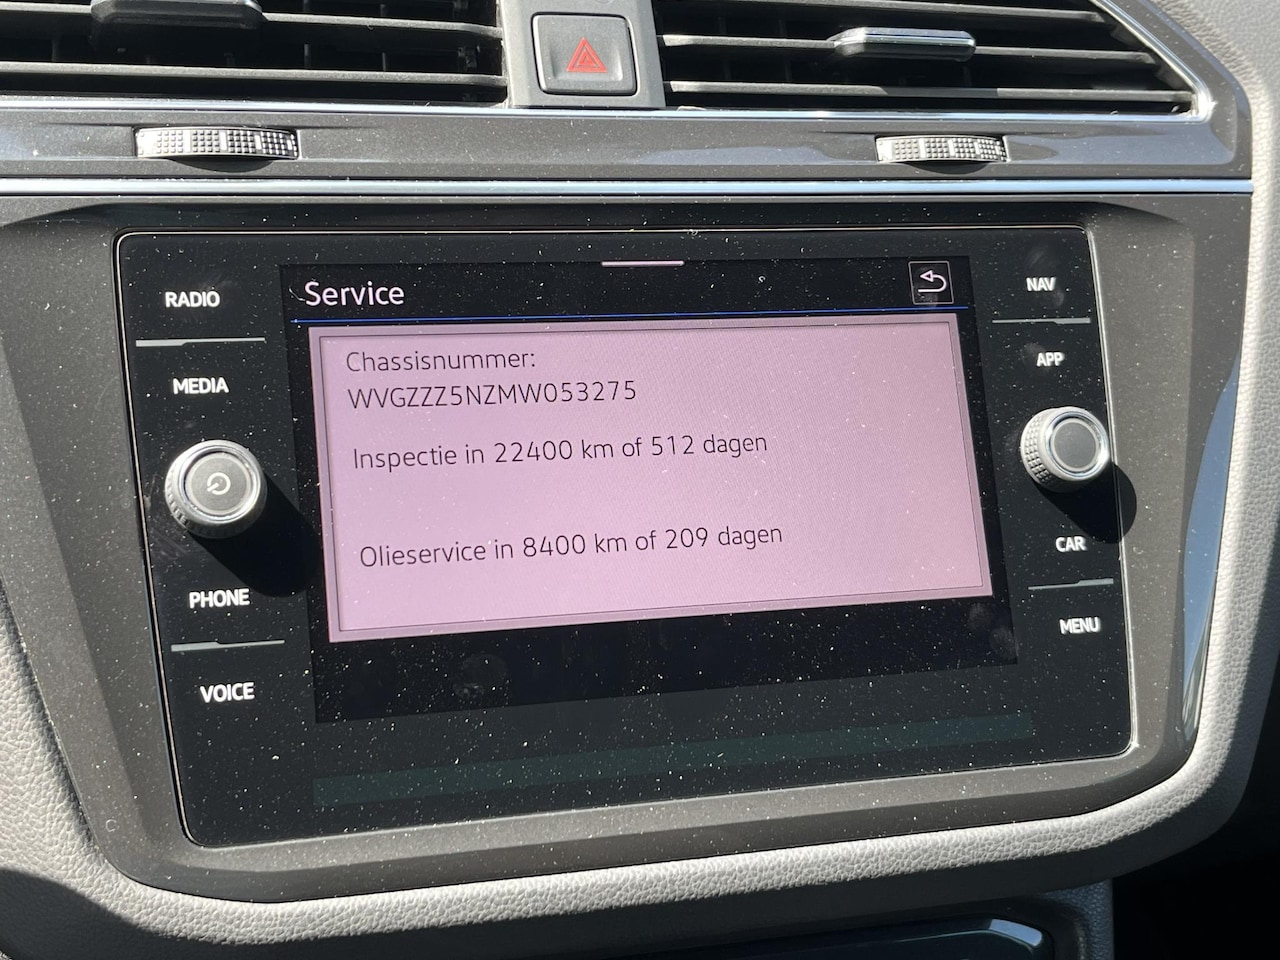 Service
Chassisnummer:
WVGZZZ5NZMW053275
Inspectie in 22400 km of 512 dagen
Olieservice in 8400 km of 209 dagen
RADIO
MEDIA
PHONE
VOICE
NAV
APP
CAR
MENU